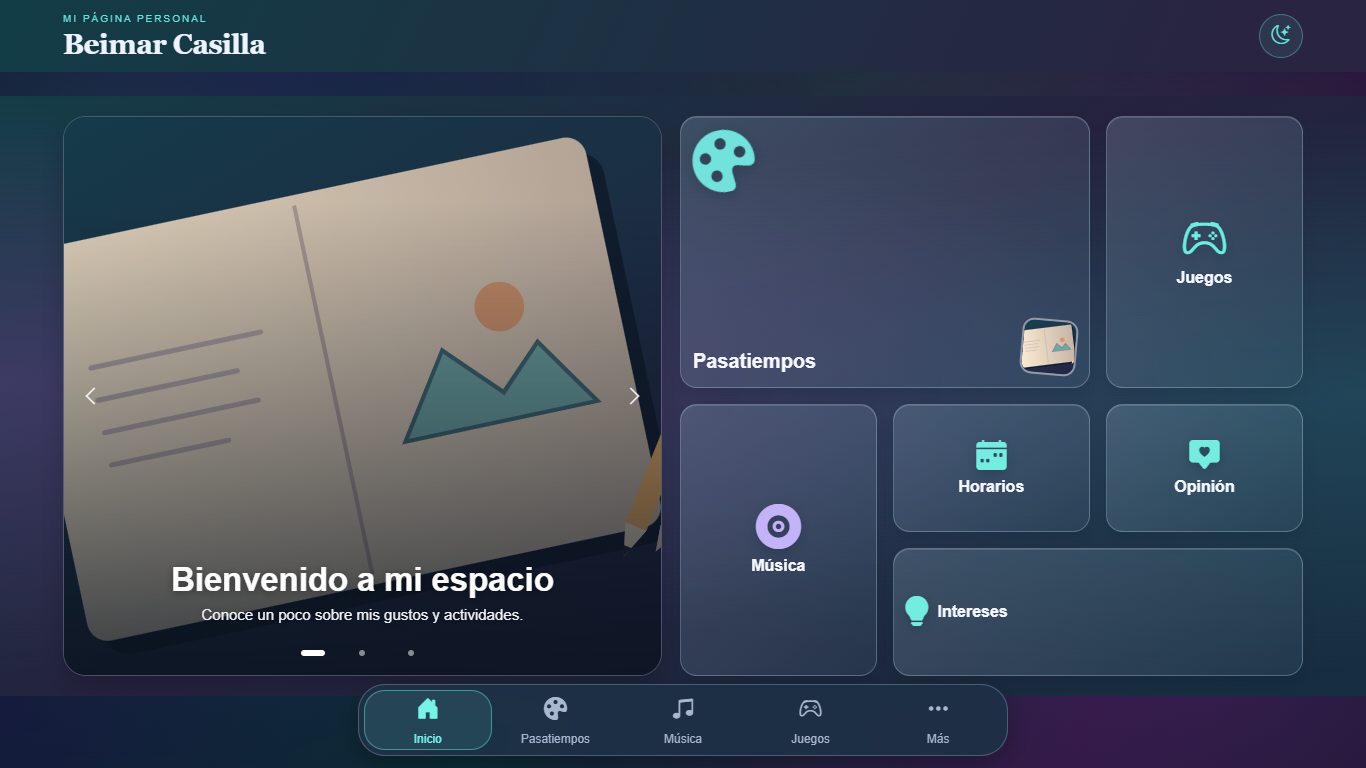 MI PÁGINA PERSONAL
Beimar Casilla
Bienvenido a mi espacio
Conoce un poco sobre mis gustos y actividades.
Pasatiempos
Juegos
Música
Horarios
Opinión
Intereses
Inicio
Pasatiempos
Música
Juegos
Más